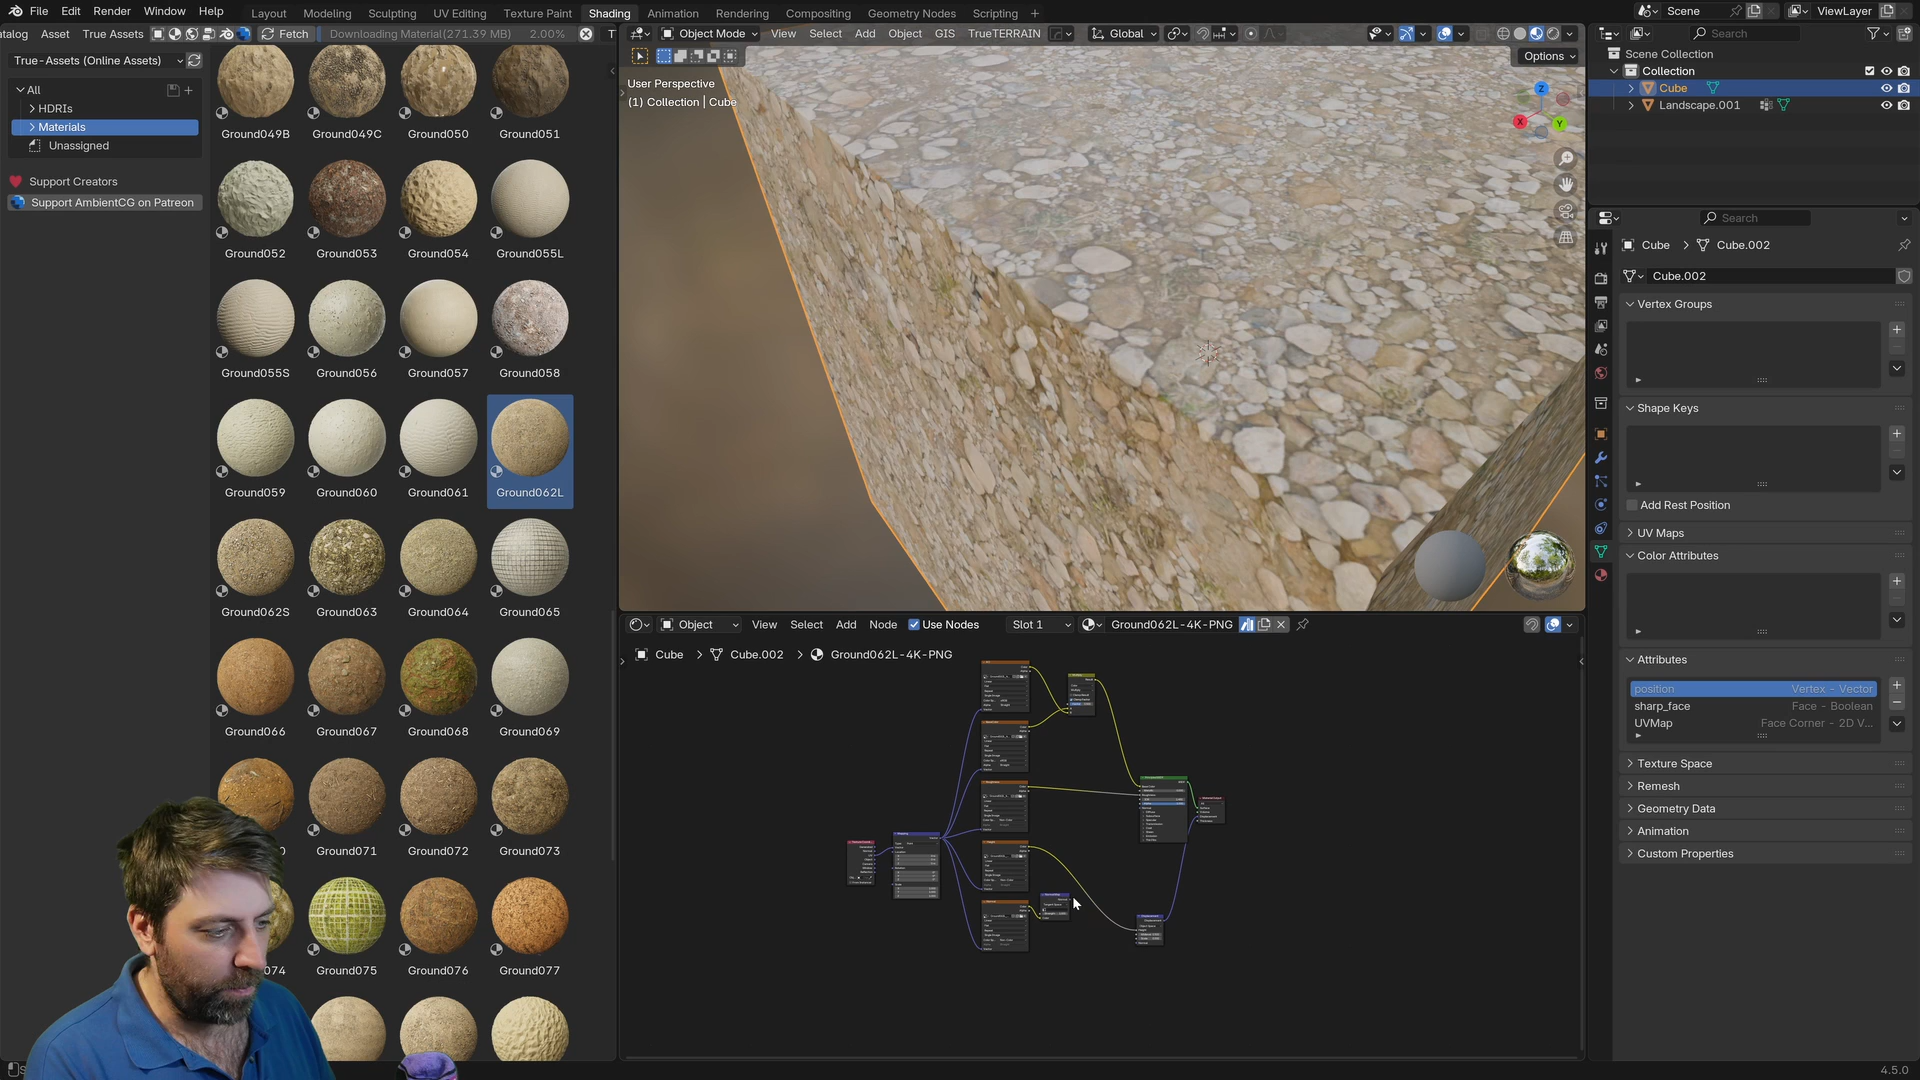 File Edit Render Window Help
Layout Modeling Sculpting UV Editing Texture Paint Shading Animation Rendering Compositing Geometry Nodes Scripting +
Scene
ViewLayer
atalog Asset True Assets
Fetch
Downloading Material(271.39 MB) 2.00%
Object Mode
View Select Add Object GIS TrueTERRAIN
Global
Search
True-Assets (Online Assets)
Options
All
HDRIs
Materials
Unassigned
Support Creators
Support AmbientCG on Patreon
Ground049B Ground049C Ground050 Ground051
Ground052 Ground053 Ground054 Ground055L
Ground055S Ground056 Ground057 Ground058
Ground059 Ground060 Ground061 Ground062L
Ground062S Ground063 Ground064 Ground065
Ground066 Ground067 Ground068 Ground069
Ground071 Ground072 Ground073
074 Ground075 Ground076 Ground077
User Perspective
(1) Collection | Cube
Z
X
Y
Object
View Select Add Node
Use Nodes
Slot 1
Ground062L-4K-PNG
Cube > Cube.002 > Ground062L-4K-PNG
Scene Collection
Collection
Cube
Landscape.001
Search
Cube > Cube.002
Cube.002
Vertex Groups
Shape Keys
Add Rest Position
UV Maps
Color Attributes
Attributes
position Vertex - Vector
sharp_face Face - Boolean
UVMap Face Corner - 2D V...
Texture Space
Remesh
Geometry Data
Animation
Custom Properties
4.5.0